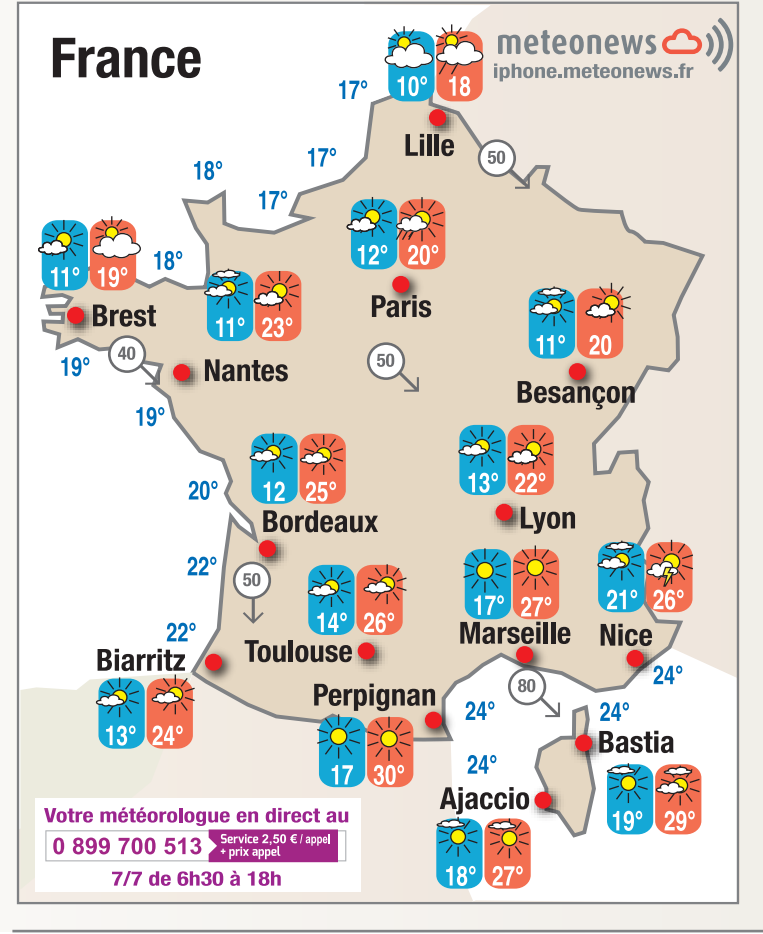 France
meteonews
iphone.meteonews.fr
10° 18
17°
Lille
50
17°
18°
17°
12° 20°
Paris
11° 19°
18°
Brest
11° 23°
Nantes
40
19°
19°
50
11° 20
Besançon
20°
12 25°
Bordeaux
13° 22°
Lyon
22°
50
14° 26°
Toulouse
17° 27°
Marseille
21° 26°
Nice
24°
22°
Biarritz
13° 24°
Perpignan
17 30°
24°
80
24°
24°
Bastia
19° 29°
Ajaccio
18° 27°
Votre météorologue en direct au
0 899 700 513
Service 2,50 € / appel
+ prix appel
7/7 de 6h30 à 18h